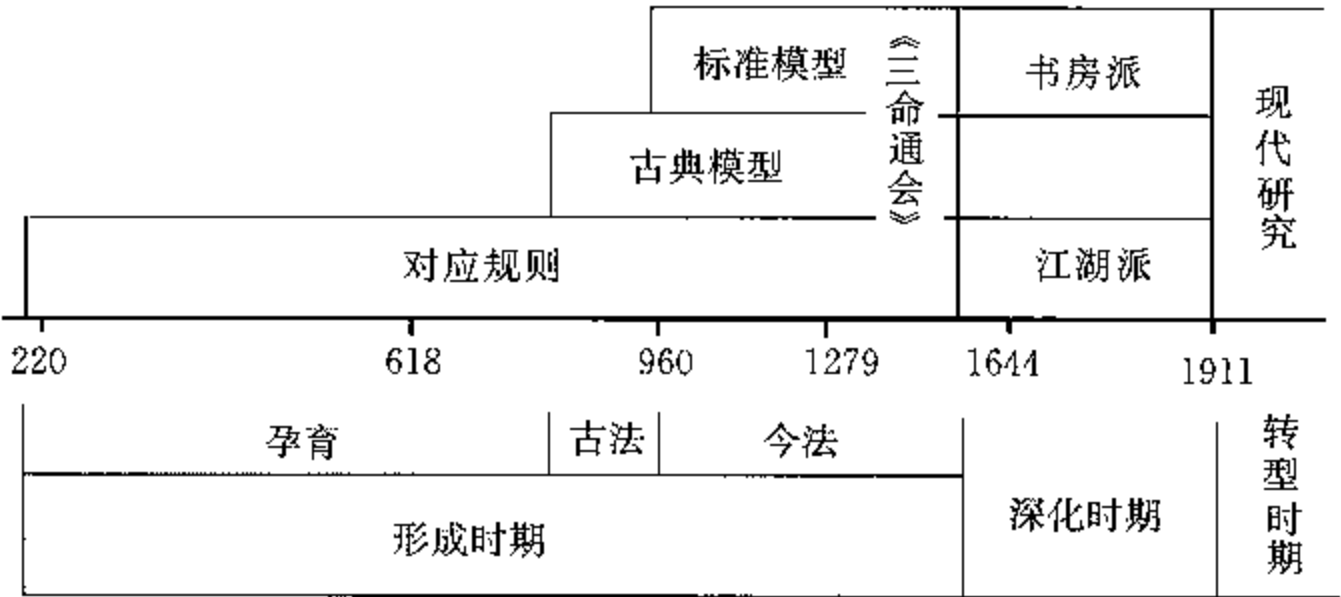 标准模型
《三命通会》
书房派
现代研究
古典模型
对应规则
江湖派
220
618
960
1279
1644
1911
孕育
古法
今法
转型时期
形成时期
深化时期